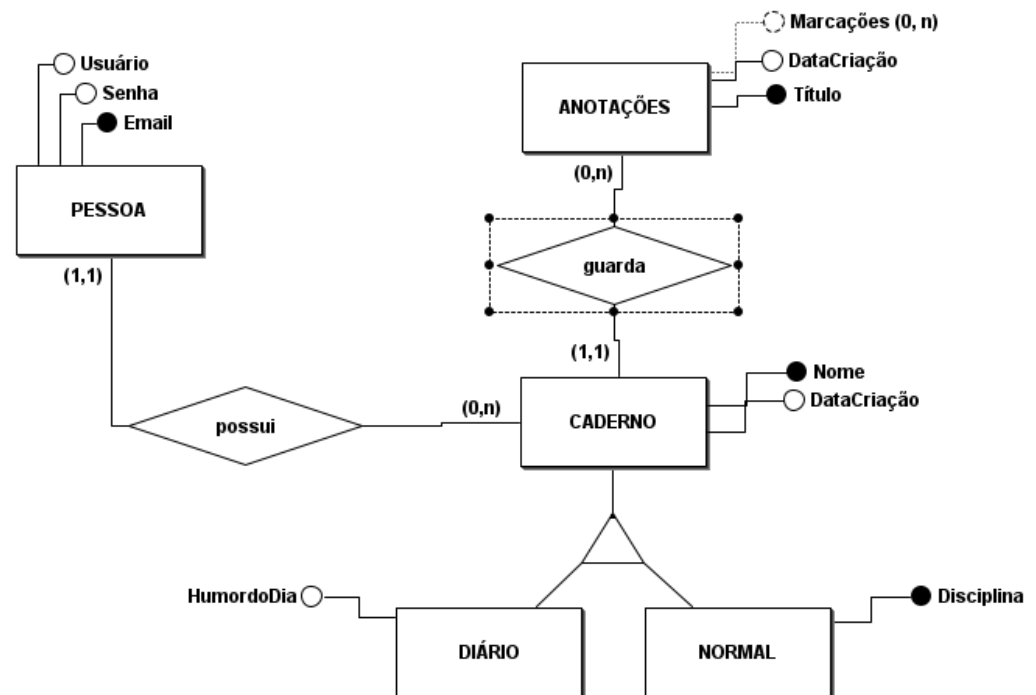 Marcações (0, n)
Usuário
DataCriação
Senha
Título
ANOTAÇÕES
Email
(0,n)
PESSOA
guarda
(1,1)
(1,1)
Nome
DataCriação
(0,n)
CADERNO
possui
HumordoDia
Disciplina
DIÁRIO
NORMAL